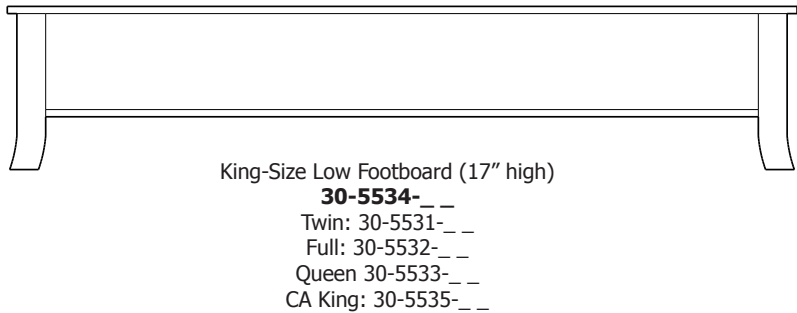 King-Size Low Footboard (17” high)
30-5534-_ _
Twin: 30-5531-_ _
Full: 30-5532-_ _
Queen 30-5533-_ _
CA King: 30-5535-_ _